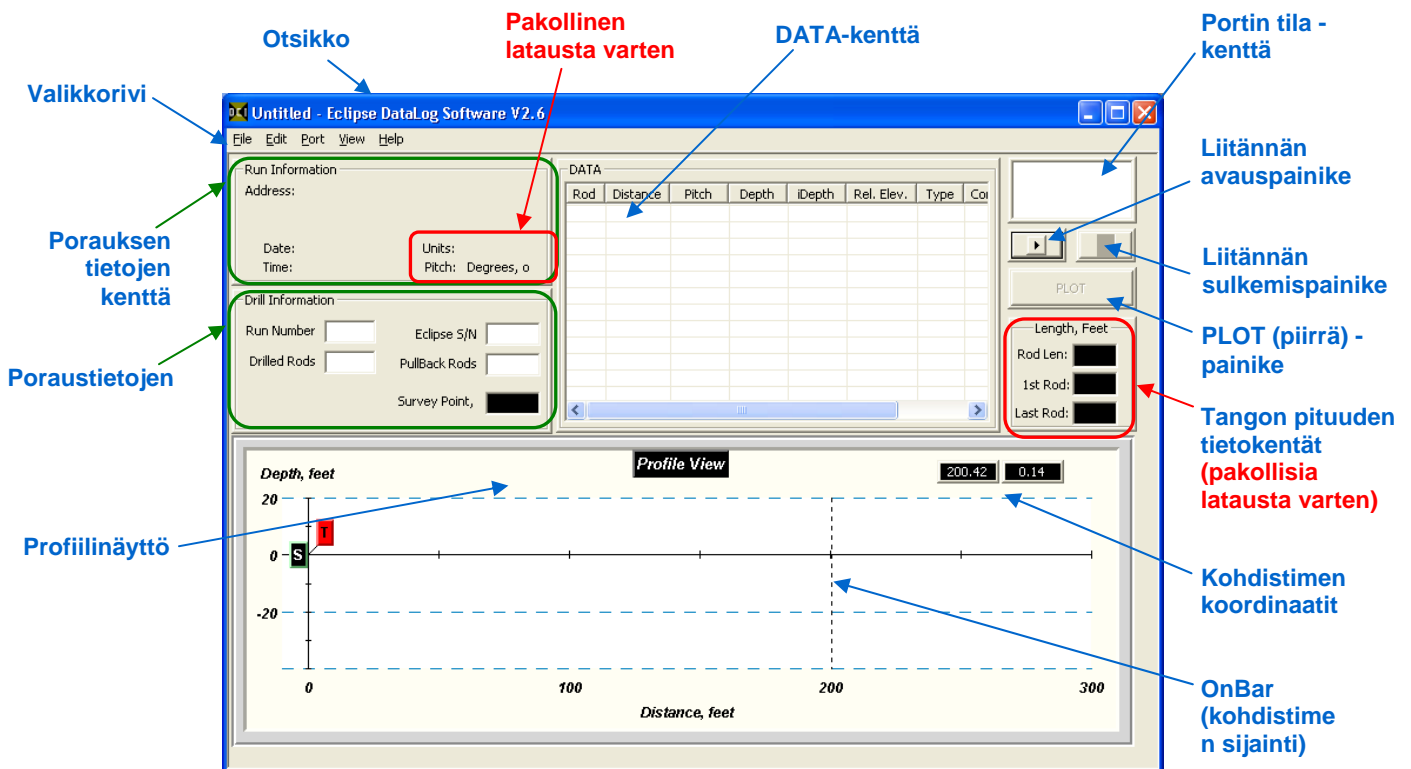 Otsikko
Pakollinen
latausta varten
DATA-kenttä
Portin tila -
kenttä
Valikkorivi
Untitled - Eclipse DataLog Software V2.6
File Edit Port View Help
Run Information
Address:
Date:
Time:
Units:
Pitch: Degrees, o
DATA
Rod Distance Pitch Depth iDepth Rel. Elev. Type Cor
Liitännän
avauspainike
Porauksen
tietojen
kenttä
Liitännän
sulkemispainike
PLOT
Drill Information
Run Number
Eclipse S/N
Drilled Rods
PullBack Rods
Survey Point,
Length, Feet
Rod Len:
1st Rod:
Last Rod:
PLOT (piirrä) -
painike
Poraustietojen
Tangon pituuden
tietokentät
(pakollisia
latausta varten)
Profile View
200.42 0.14
Depth, feet
20
T
0
S
-20
0 100 200 300
Distance, feet
Profiilinäyttö
Kohdistimen
koordinaatit
OnBar
(kohdistime
n sijainti)